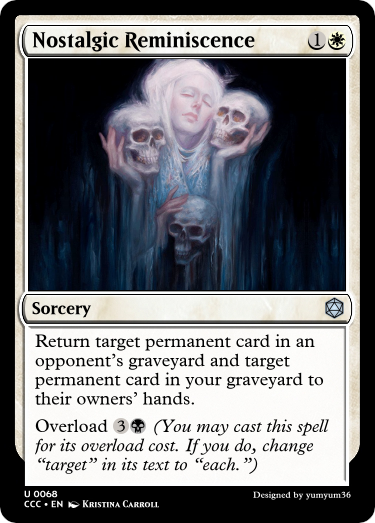 Nostalgic Reminiscence 1
Sorcery
Return target permanent card in an
opponent's graveyard and target
permanent card in your graveyard to
their owners' hands.
Overload 3 (You may cast this spell
for its overload cost. If you do, change
“target” in its text to “each.”)
U 0068
CCC • EN Kristina Carroll
Designed by yumyum36